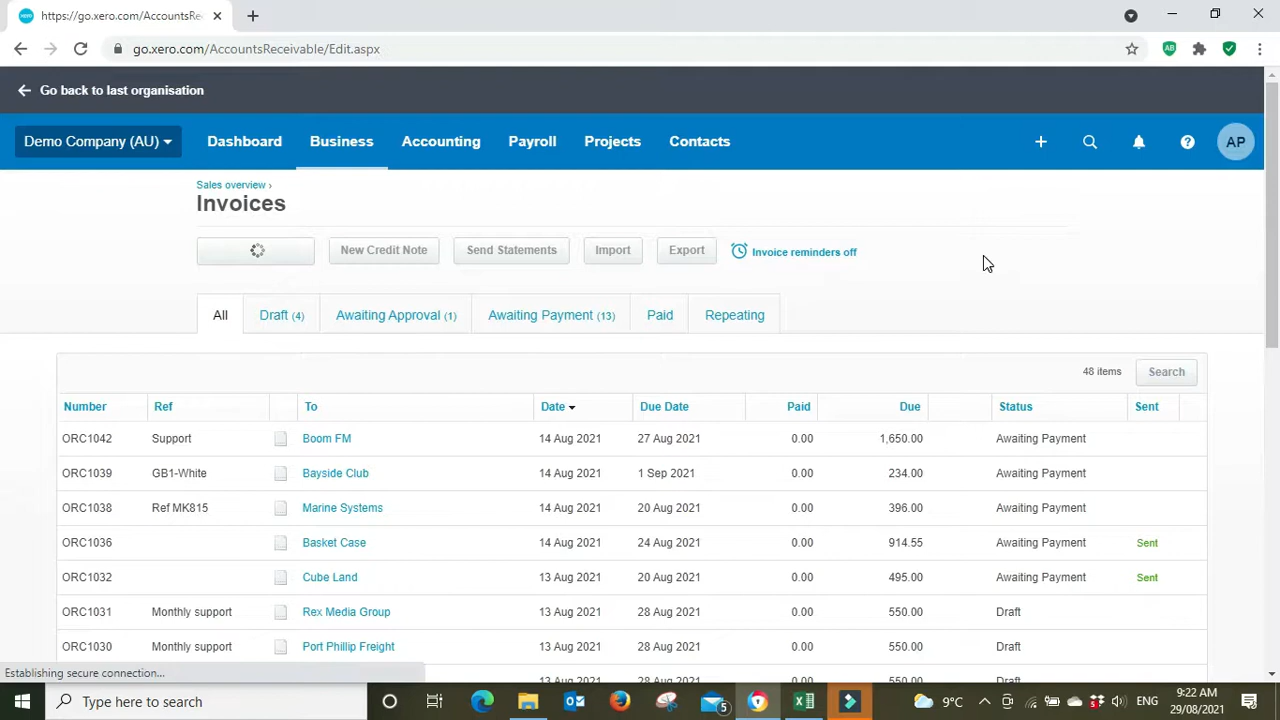 https://go.xero.com/AccountsRe
go.xero.com/AccountsReceivable/Edit.aspx
Go back to last organisation
Demo Company (AU) Dashboard Business Accounting Payroll Projects Contacts AP
Sales overview ›
Invoices
New Credit Note Send Statements Import Export Invoice reminders off
All Draft (4) Awaiting Approval (1) Awaiting Payment (13) Paid Repeating
48 items Search
Number Ref To Date Due Date Paid Due Status Sent
ORC1042 Support Boom FM 14 Aug 2021 27 Aug 2021 0.00 1,650.00 Awaiting Payment
ORC1039 GB1-White Bayside Club 14 Aug 2021 1 Sep 2021 0.00 234.00 Awaiting Payment
ORC1038 Ref MK815 Marine Systems 14 Aug 2021 20 Aug 2021 0.00 396.00 Awaiting Payment
ORC1036 Basket Case 14 Aug 2021 24 Aug 2021 0.00 914.55 Awaiting Payment Sent
ORC1032 Cube Land 13 Aug 2021 20 Aug 2021 0.00 495.00 Awaiting Payment Sent
ORC1031 Monthly support Rex Media Group 13 Aug 2021 28 Aug 2021 0.00 550.00 Draft
ORC1030 Monthly support Port Phillip Freight 13 Aug 2021 28 Aug 2021 0.00 550.00 Draft
Establishing secure connection...
Type here to search 5 9°C ENG 9:22 AM
29/08/2021